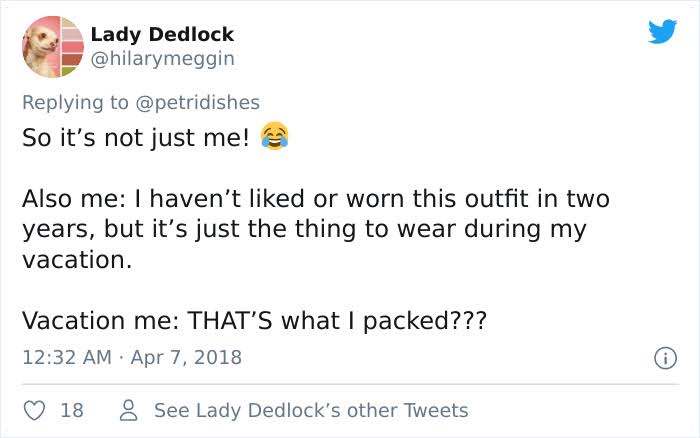 Lady Dedlock
@hilarymeggin
Replying to @petridishes
So it’s not just me! 😂
Also me: I haven’t liked or worn this outfit in two
years, but it’s just the thing to wear during my
vacation.
Vacation me: THAT’S what I packed???
12:32 AM · Apr 7, 2018
18 See Lady Dedlock’s other Tweets